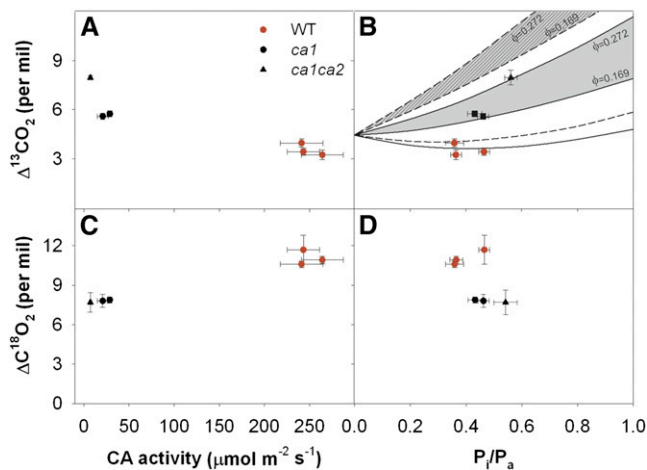 A
WT
ca1
ca1ca2
B
ϕ=0.272
ϕ=0.169
ϕ=0.272
ϕ=0.169
Δ¹³CO₂ (per mil)
9
6
3
C
D
ΔC¹⁸O₂ (per mil)
12
9
6
3
0
0 50 100 150 200 250
0.0 0.2 0.4 0.6 0.8 1.0
CA activity (μmol m⁻² s⁻¹)
Pᵢ/Pₐ